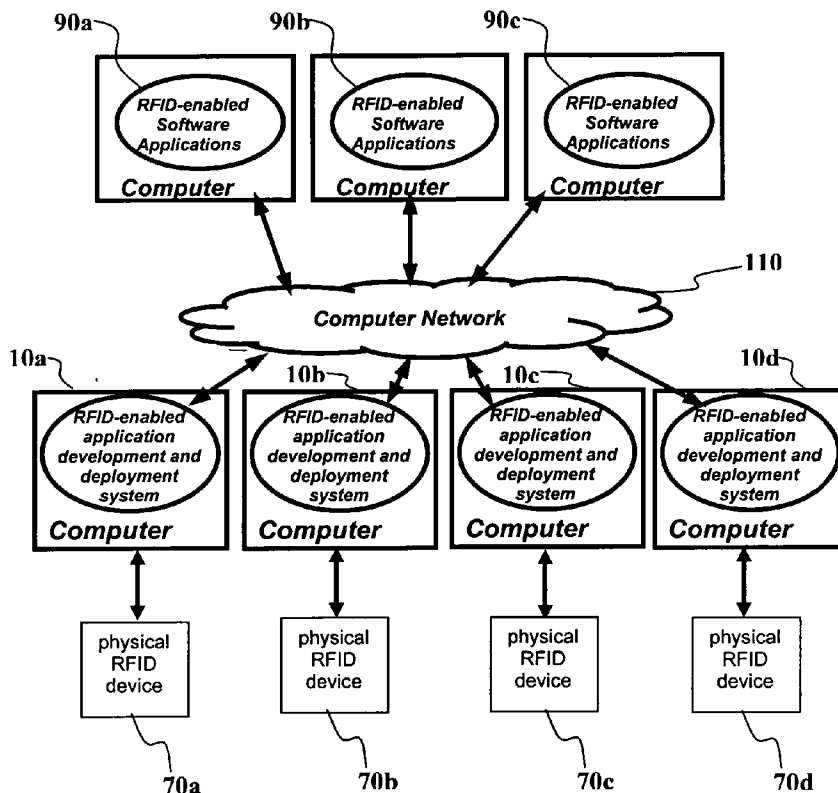 90a
90b
90c
RFID-enabled
Software
Applications
Computer
RFID-enabled
Software
Applications
Computer
RFID-enabled
Software
Applications
Computer
110
Computer Network
10a
10b
10c
10d
RFID-enabled
application
development and
deployment
system
Computer
RFID-enabled
application
development and
deployment
system
Computer
RFID-enabled
application
development and
deployment
system
Computer
RFID-enabled
application
development and
deployment
system
Computer
physical
RFID
device
physical
RFID
device
physical
RFID
device
physical
RFID
device
70a
70b
70c
70d